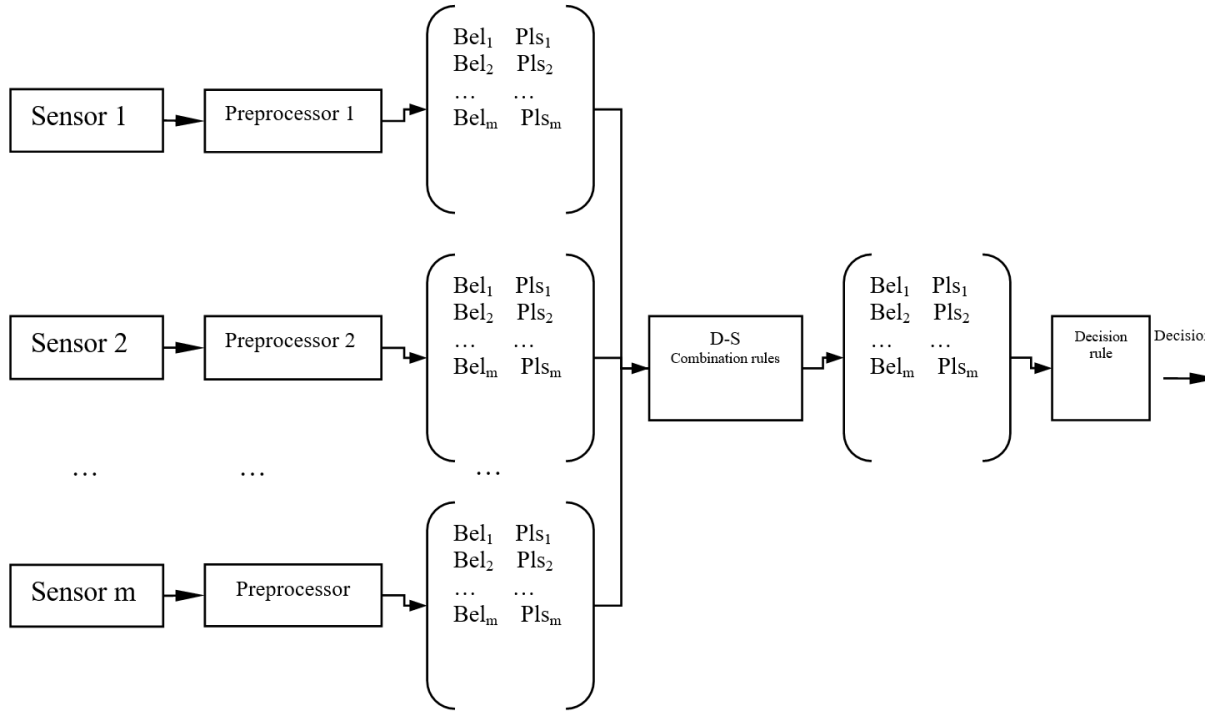 Sensor 1
Preprocessor 1
Bel₁ Pls₁
Bel₂ Pls₂
… …
Belₘ Plsₘ
Sensor 2
Preprocessor 2
Bel₁ Pls₁
Bel₂ Pls₂
… …
Belₘ Plsₘ
D-S
Combination rules
Bel₁ Pls₁
Bel₂ Pls₂
… …
Belₘ Plsₘ
Decision
rule
Decision
… … …
Sensor m
Preprocessor
Bel₁ Pls₁
Bel₂ Pls₂
… …
Belₘ Plsₘ